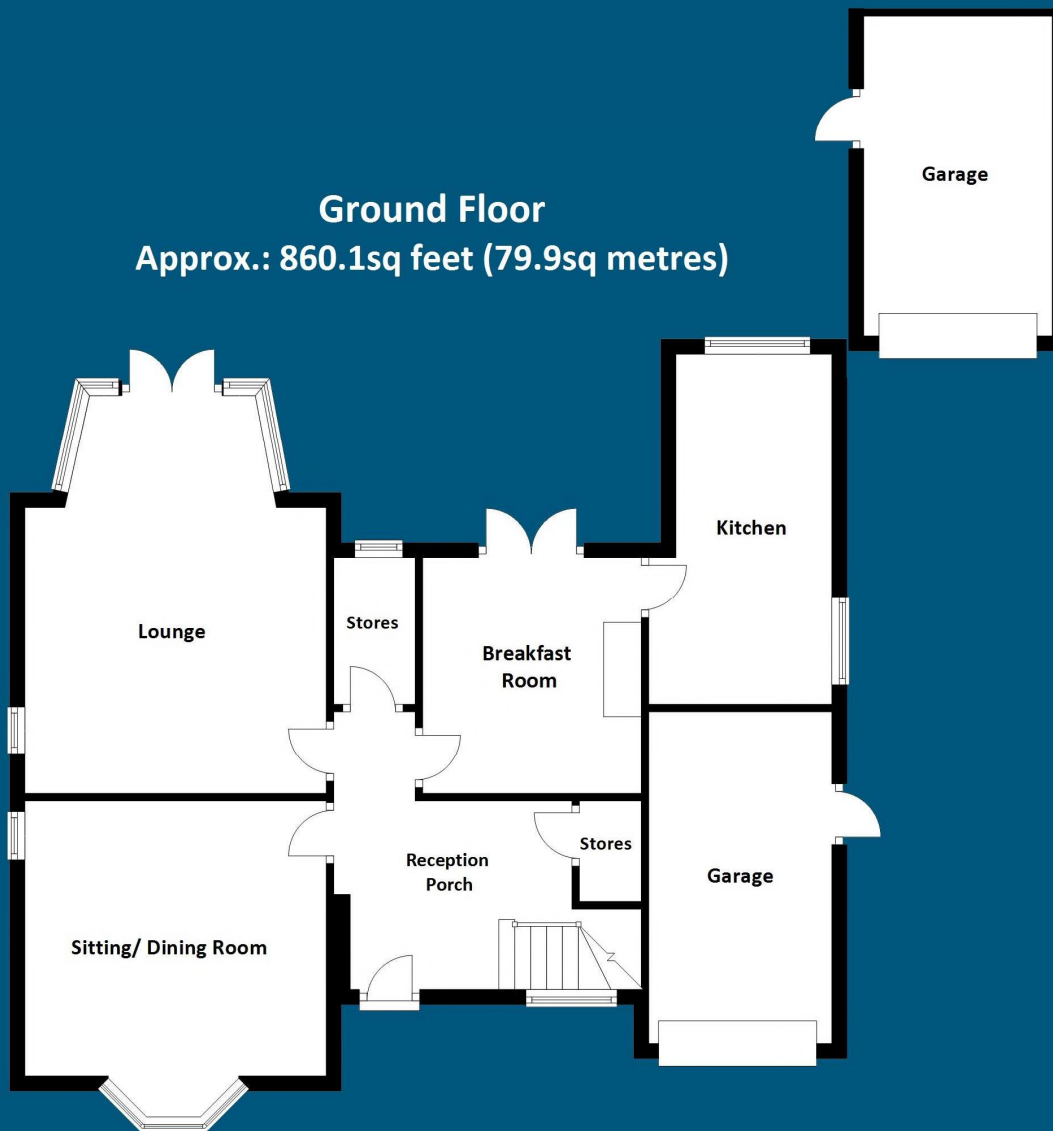 Garage
Ground Floor
Approx.: 860.1sq feet (79.9sq metres)
Kitchen
Lounge
Stores
Breakfast
Room
Stores
Reception
Porch
Garage
Sitting/ Dining Room